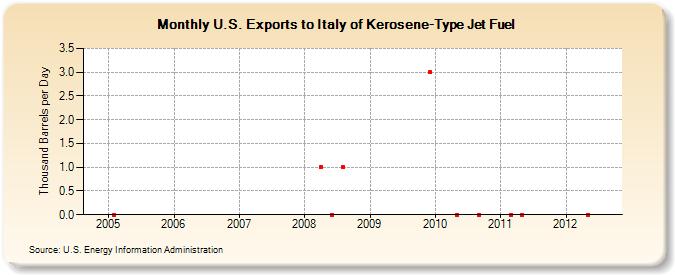 Monthly U.S. Exports to Italy of Kerosene-Type Jet Fuel
Thousand Barrels per Day
3.5
3.0
2.5
2.0
1.5
1.0
0.5
0.0
2005 2006 2007 2008 2009 2010 2011 2012
Source: U.S. Energy Information Administration